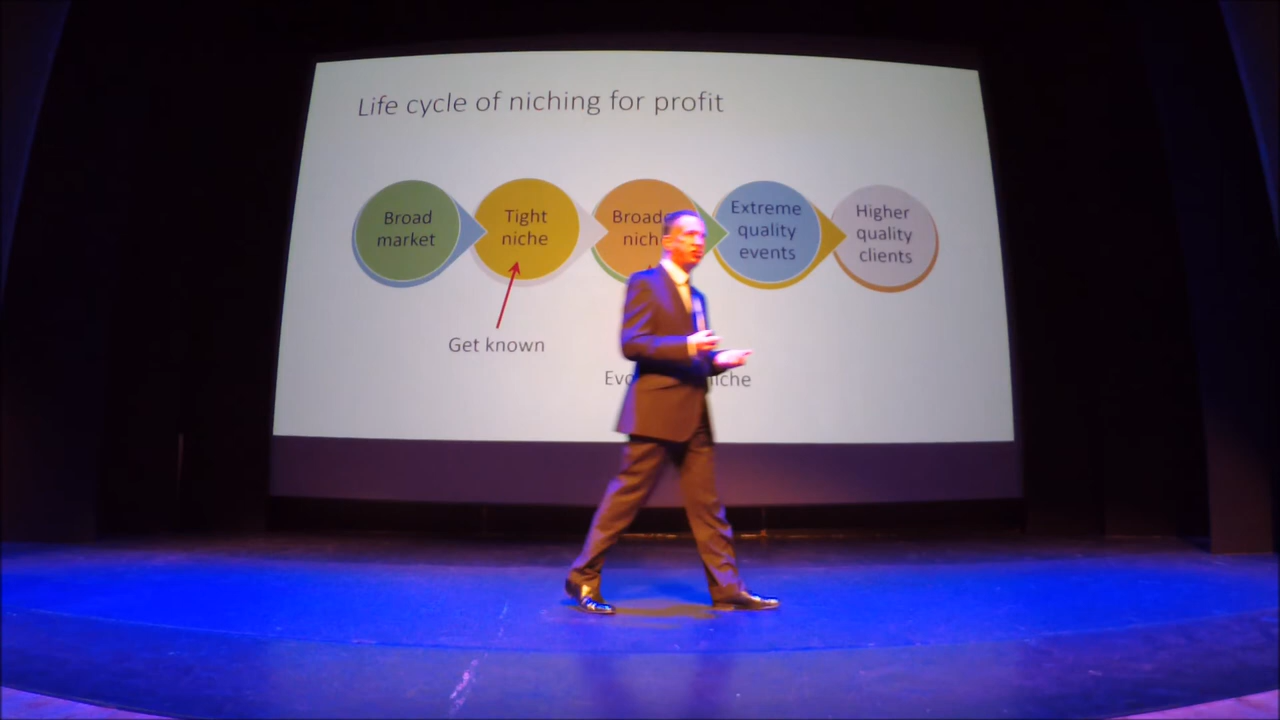 Life cycle of niching for profit
Broad
market
Tight
niche
Extreme
quality
events
Higher
quality
clients
Get known